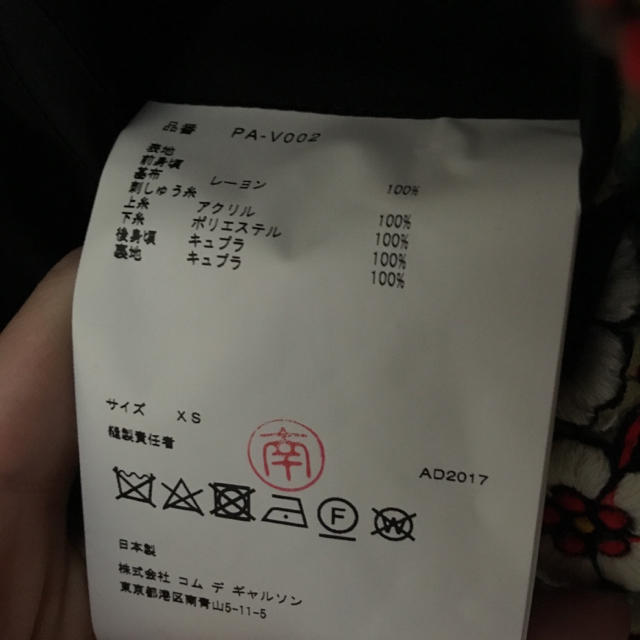 品番 PA-V002
表地
前身頃
基布 レーヨン 100%
刺しゅう糸
上糸 アクリル 100%
下糸 ポリエステル 100%
後身頃 キュプラ 100%
裏地 キュプラ 100%
サイズ XS
縫製責任者
南
AD2017
F
W
日本製
株式会社 コム デ ギャルソン
東京都港区南青山5-11-5